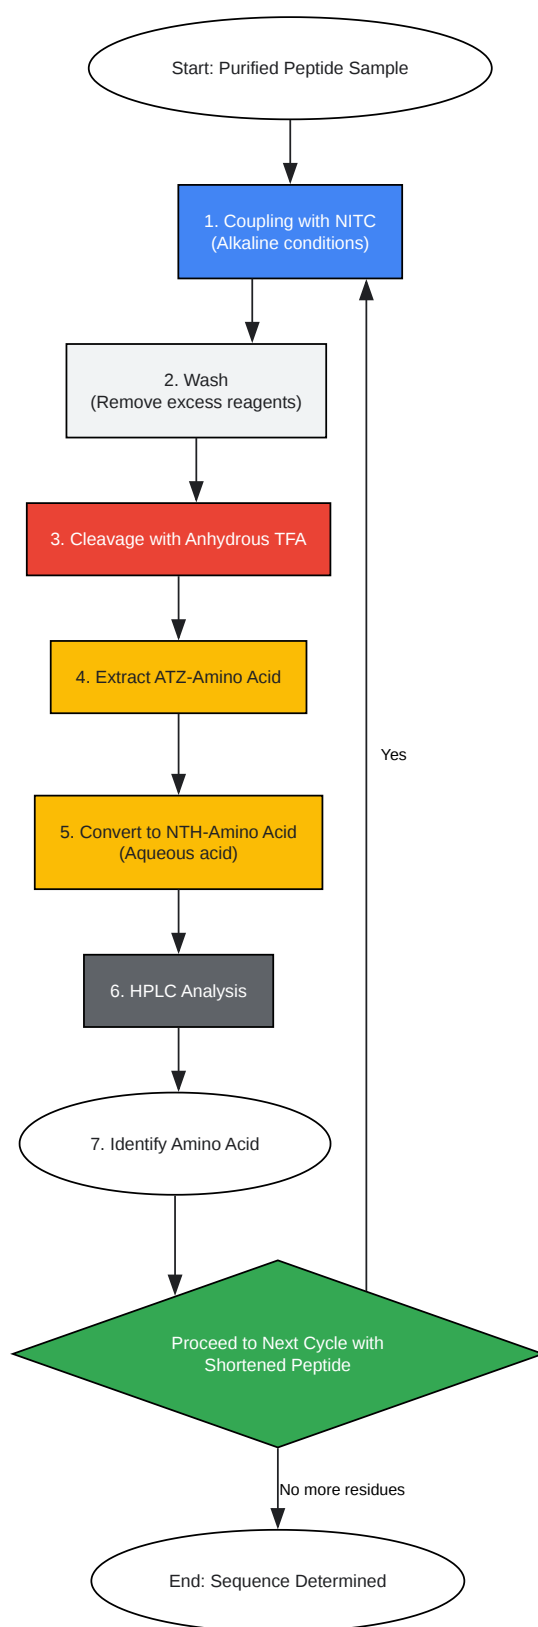 Start: Purified Peptide Sample
1. Coupling with NITC
(Alkaline conditions)
2. Wash
(Remove excess reagents)
3. Cleavage with Anhydrous TFA
4. Extract ATZ-Amino Acid
Yes
5. Convert to NTH-Amino Acid
(Aqueous acid)
6. HPLC Analysis
7. Identify Amino Acid
Proceed to Next Cycle with
Shortened Peptide
No more residues
End: Sequence Determined